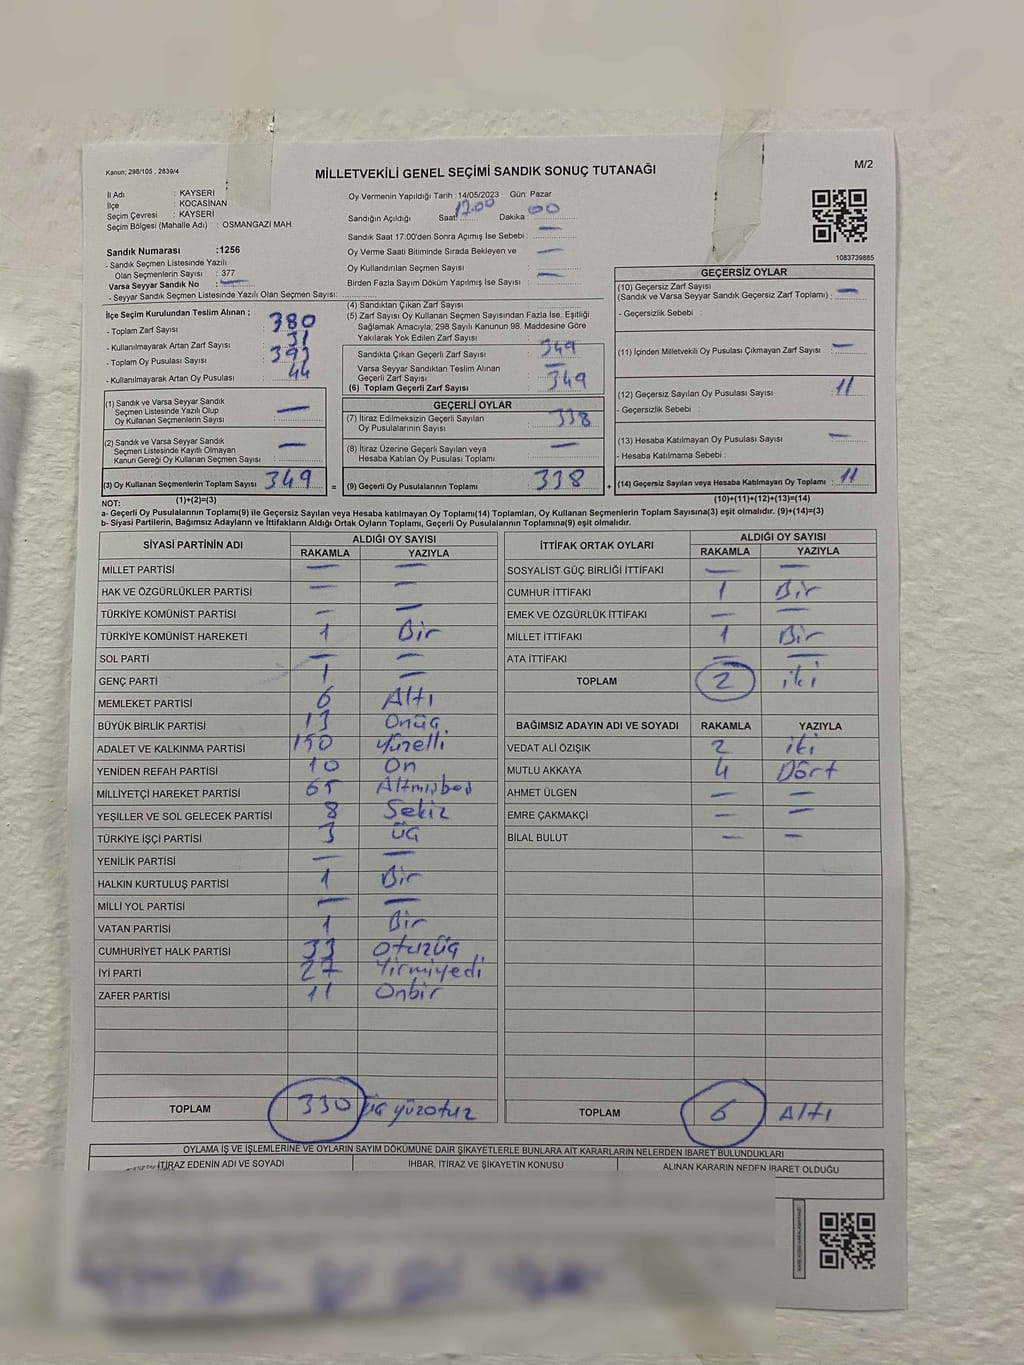 Kanun; 298/105 , 2839/4
MİLLETVEKİLİ GENEL SEÇİMİ SANDIK SONUÇ TUTANAĞI
M/2
İl Adı : KAYSERİ
İlçe : KOCASİNAN
Seçim Çevresi : KAYSERİ
Seçim Bölgesi (Mahalle Adı) : OSMANGAZİ MAH
Sandık Numarası :1256
- Sandık Seçmen Listesinde Yazılı
Olan Seçmenlerin Sayısı : 377
Varsa Seyyar Sandık No : —
- Seyyar Sandık Seçmen Listesinde Yazılı Olan Seçmen Sayısı:
Oy Vermenin Yapıldığı Tarih :14/05/2023 Gün: Pazar
Sandığın Açıldığı Saat: 17.00 Dakika : 00
Sandık Saat 17:00'den Sonra Açımış İse Sebebi : —
Oy Verme Saati Bitiminde Sırada Bekleyen ve —
Oy Kullandırılan Seçmen Sayısı
Birden Fazla Sayım Döküm Yapılmış İse Sayısı : —
1083739885
İlçe Seçim Kurulundan Teslim Alınan ;
- Toplam Zarf Sayısı : 380
- Kullanılmayarak Artan Zarf Sayısı : 31
- Toplam Oy Pusulası Sayısı : 393
- Kullanılmayarak Artan Oy Pusulası : 44
(1) Sandık ve Varsa Seyyar Sandık
Seçmen Listesinde Yazılı Olup
Oy Kullanan Seçmenlerin Sayısı : —
(2) Sandık ve Varsa Seyyar Sandık
Seçmen Listesinde Kayıtlı Olmayan
Kanun Gereği Oy Kullanan Seçmen Sayısı : —
(3) Oy Kullanan Seçmenlerin Toplam Sayısı : 349 =
(1)+(2)=(3)
(4) Sandıktan Çıkan Zarf Sayısı :
(5) Zarf Sayısı Oy Kullanan Seçmen Sayısından Fazla İse, Eşitliği
Sağlamak Amacıyla; 298 Sayılı Kanunun 98. Maddesine Göre
Yakılarak Yok Edilen Zarf Sayısı :
Sandıkta Çıkan Geçerli Zarf Sayısı : 349
Varsa Seyyar Sandıktan Teslim Alınan
Geçerli Zarf Sayısı : —
(6) Toplam Geçerli Zarf Sayısı : 349
GEÇERLİ OYLAR
(7) İtiraz Edilmeksizin Geçerli Sayılan
Oy Pusulalarının Sayısı : 338
(8) İtiraz Üzerine Geçerli Sayılan veya
Hesaba Katılan Oy Pusulası Toplamı : —
(9) Geçerli Oy Pusulalarının Toplamı : 338 +
GEÇERSİZ OYLAR
(10) Geçersiz Zarf Sayısı
(Sandık ve Varsa Seyyar Sandık Geçersiz Zarf Toplamı) : —
- Geçersizlik Sebebi :
(11) İçinden Milletvekili Oy Pusulası Çıkmayan Zarf Sayısı : —
(12) Geçersiz Sayılan Oy Pusulası Sayısı : 11
- Geçersizlik Sebebi :
(13) Hesaba Katılmayan Oy Pusulası Sayısı : —
- Hesaba Katılmama Sebebi :
(14) Geçersiz Sayılan veya Hesaba Katılmayan Oy Toplamı : 11
(10)+(11)+(12)+(13)=(14)
NOT:
a- Geçerli Oy Pusulalarının Toplamı(9) ile Geçersiz Sayılan veya Hesaba katılmayan Oy Toplamı(14) Toplamları, Oy Kullanan Seçmenlerin Toplam Sayısına(3) eşit olmalıdır. (9)+(14)=(3)
b- Siyasi Partilerin, Bağımsız Adayların ve İttifakların Aldığı Ortak Oyların Toplamı, Geçerli Oy Pusulalarının Toplamına(9) eşit olmalıdır.
SİYASİ PARTİNİN ADI ALDIĞI OY SAYISI
RAKAMLA YAZIYLA
MİLLET PARTİSİ — —
HAK VE ÖZGÜRLÜKLER PARTİSİ — —
TÜRKİYE KOMÜNİST PARTİSİ — —
TÜRKİYE KOMÜNİST HAREKETİ 1 Bir
SOL PARTİ — —
GENÇ PARTİ 1 —
MEMLEKET PARTİSİ 6 Altı
BÜYÜK BİRLİK PARTİSİ 13 Onüç
ADALET VE KALKINMA PARTİSİ 150 Yüzelli
YENİDEN REFAH PARTİSİ 10 On
MİLLİYETÇİ HAREKET PARTİSİ 65 Altmışbeş
YEŞİLLER VE SOL GELECEK PARTİSİ 8 Sekiz
TÜRKİYE İŞÇİ PARTİSİ 3 üç
YENİLİK PARTİSİ — —
HALKIN KURTULUŞ PARTİSİ 1 Bir
MİLLİ YOL PARTİSİ — —
VATAN PARTİSİ 1 Bir
CUMHURİYET HALK PARTİSİ 33 otuzüç
İYİ PARTİ 27 Yirmiyedi
ZAFER PARTİSİ 11 Onbir
TOPLAM 330 üç yüzotuz
İTTİFAK ORTAK OYLARI ALDIĞI OY SAYISI
RAKAMLA YAZIYLA
SOSYALİST GÜÇ BİRLİĞİ İTTİFAKI — —
CUMHUR İTTİFAKI 1 Bir
EMEK VE ÖZGÜRLÜK İTTİFAKI — —
MİLLET İTTİFAKI 1 Bir
ATA İTTİFAKI — —
TOPLAM 2 iki
BAĞIMSIZ ADAYIN ADI VE SOYADI RAKAMLA YAZIYLA
VEDAT ALİ ÖZIŞIK 2 iki
MUTLU AKKAYA 4 Dört
AHMET ÜLGEN — —
EMRE ÇAKMAKÇİ — —
BİLAL BULUT — —
TOPLAM 6 Altı
OYLAMA İŞ VE İŞLEMLERİNE VE OYLARIN SAYIM DÖKÜMÜNE DAİR ŞİKAYETLERLE BUNLARA AİT KARARLARIN NELERDEN İBARET BULUNDUKLARI
İTİRAZ EDENİN ADI VE SOYADI İHBAR, İTİRAZ VE ŞİKAYETİN KONUSU ALINAN KARARIN NEDEN İBARET OLDUĞU